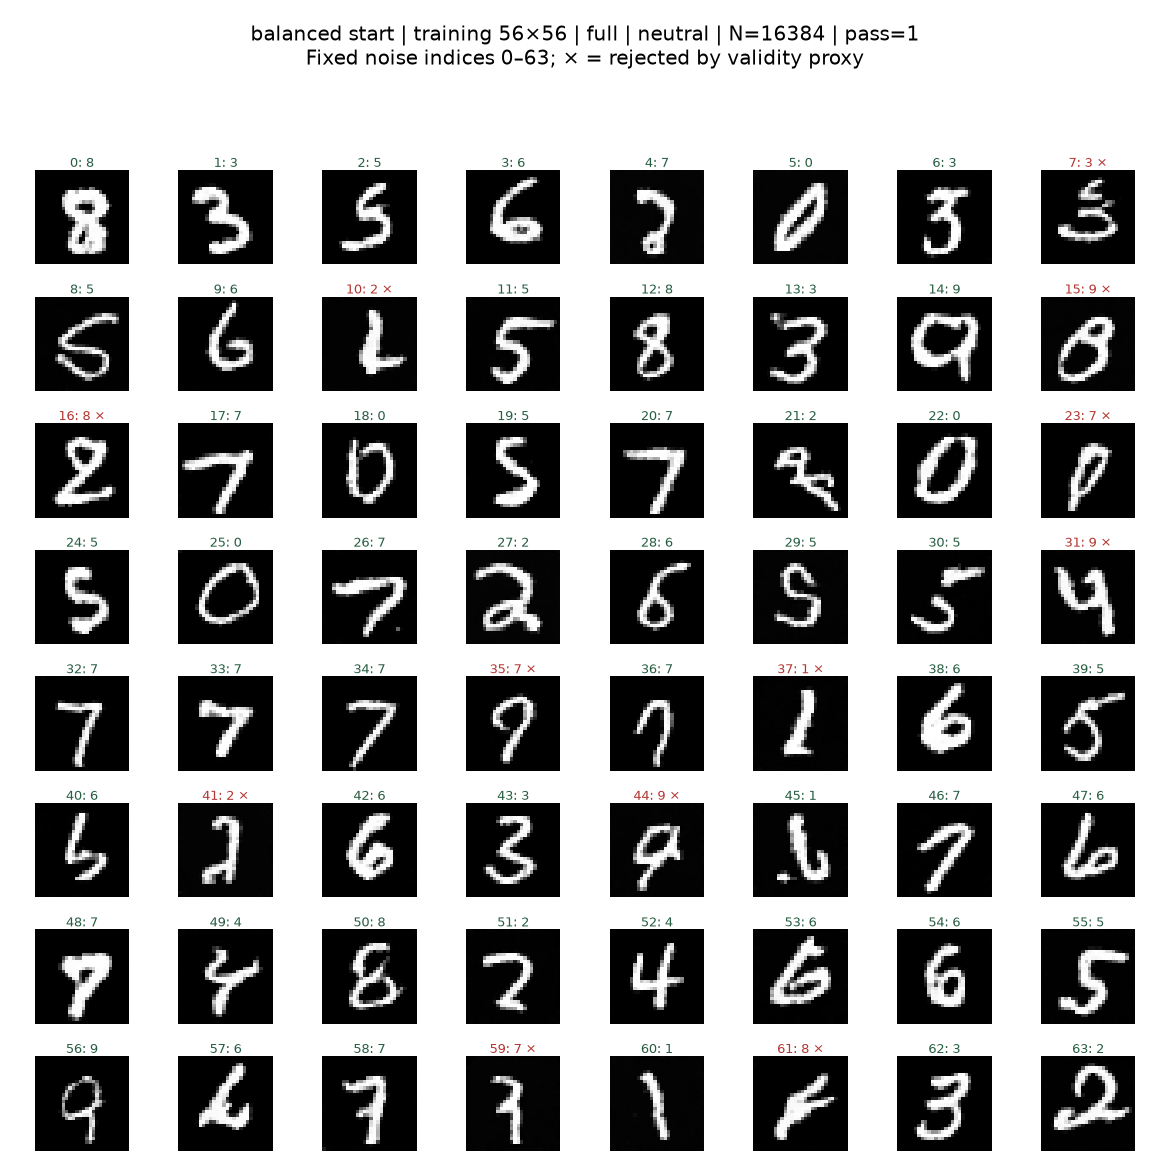 balanced start | training 56×56 | full | neutral | N=16384 | pass=1
Fixed noise indices 0–63; × = rejected by validity proxy
0: 8 1: 3 2: 5 3: 6 4: 7 5: 0 6: 3 7: 3 ×
8: 5 9: 6 10: 2 × 11: 5 12: 8 13: 3 14: 9 15: 9 ×
16: 8 × 17: 7 18: 0 19: 5 20: 7 21: 2 22: 0 23: 7 ×
24: 5 25: 0 26: 7 27: 2 28: 6 29: 5 30: 5 31: 9 ×
32: 7 33: 7 34: 7 35: 7 × 36: 7 37: 1 × 38: 6 39: 5
40: 6 41: 2 × 42: 6 43: 3 44: 9 × 45: 1 46: 7 47: 6
48: 7 49: 4 50: 8 51: 2 52: 4 53: 6 54: 6 55: 5
56: 9 57: 6 58: 7 59: 7 × 60: 1 61: 8 × 62: 3 63: 2